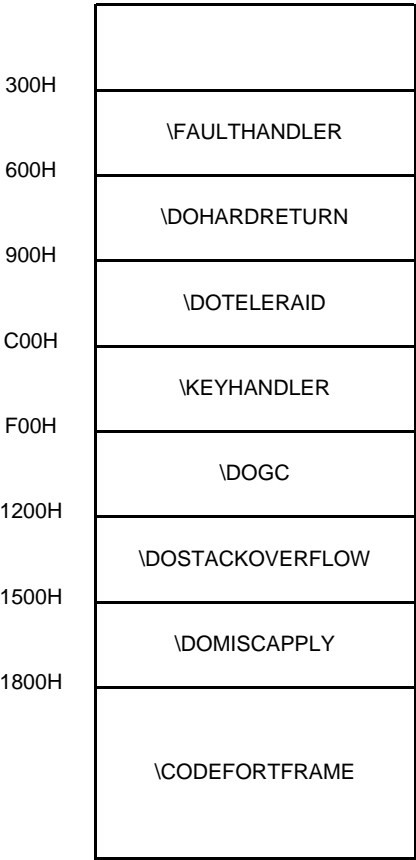 300H
\FAULTHANDLER
600H
\DOHARDRETURN
900H
\DOTELERAID
C00H
\KEYHANDLER
F00H
\DOGC
1200H
\DOSTACKOVERFLOW
1500H
\DOMISCAPPLY
1800H
\CODEFORTFRAME